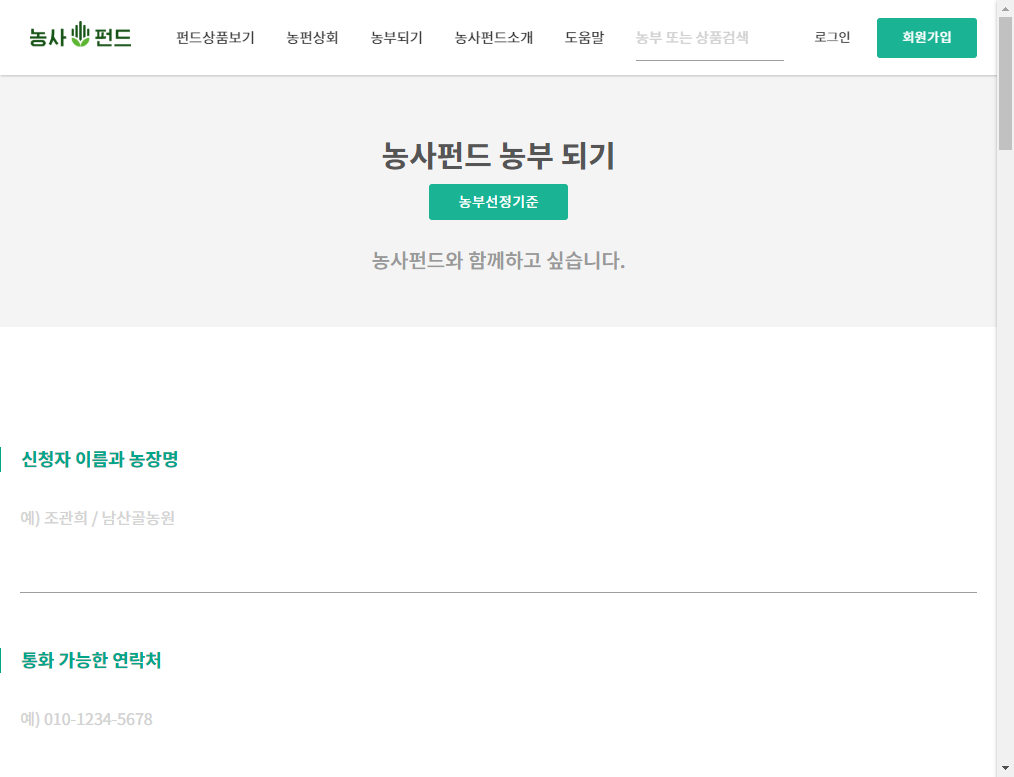 농사펀드 펀드상품보기 농펀상회 농부되기 농사펀드소개 도움말 농부 또는 상품검색 로그인 회원가입
농사펀드 농부 되기
농부선정기준
농사펀드와 함께하고 싶습니다.
신청자 이름과 농장명
예) 조관희 / 남산골농원
통화 가능한 연락처
예) 010-1234-5678